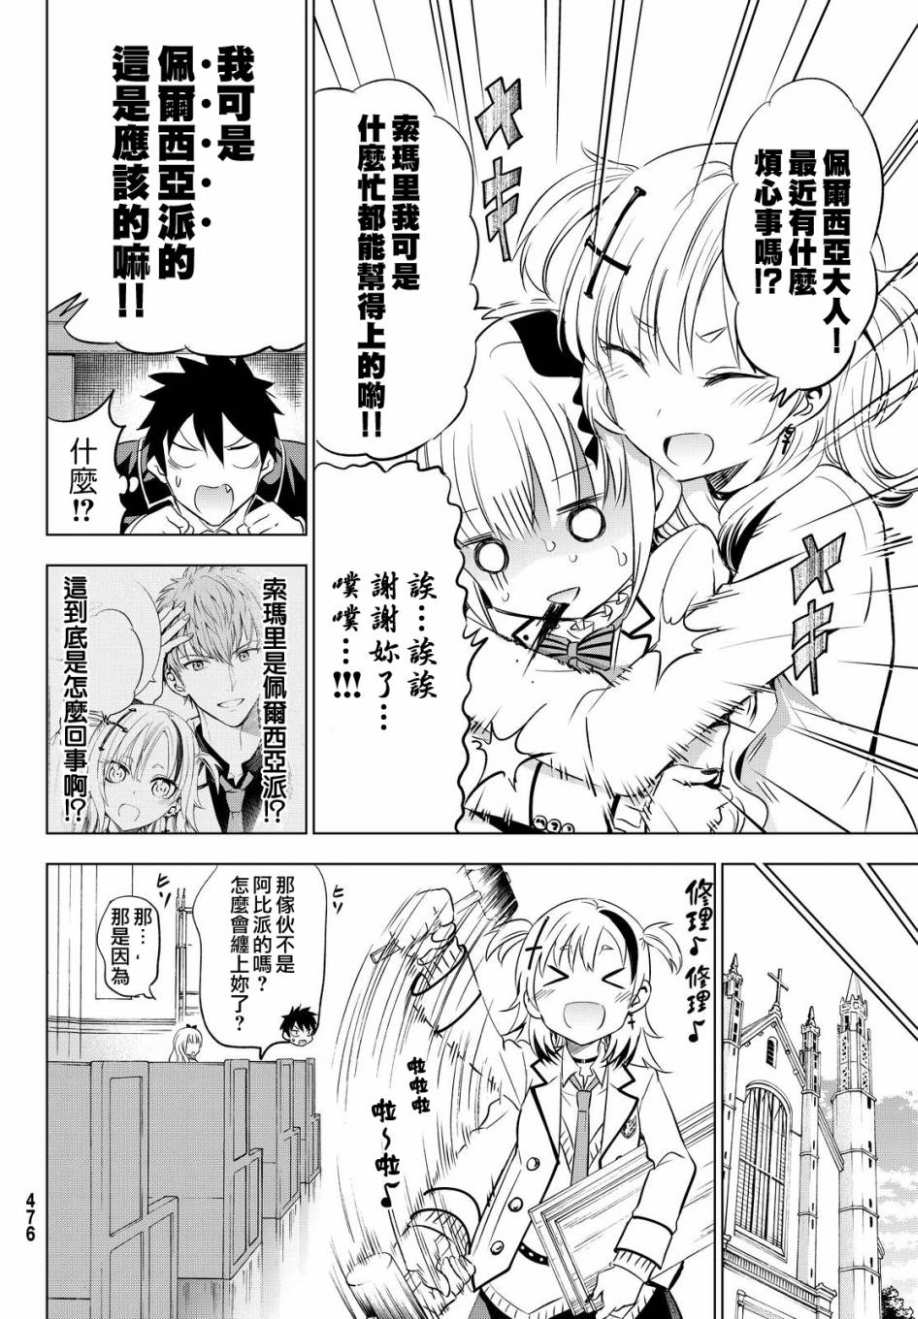 佩爾西亞大人！
最近有什麼
煩心事嗎!?
索瑪里我可是
什麼忙都能幫得上的喲!!
誒…誒誒
謝謝妳了…
噗噗…!!!
我可是
佩爾西亞派的
這是應該的嘛!!
什麼!?
索瑪里是佩爾西亞派!?
這到底是怎麼回事啊!?
修理♪修理♪
啦
啦啦
啦啦
啦～啦♪
那傢伙不是
阿比派的嗎？
怎麼會纏上妳了？
那…
那是因為
476